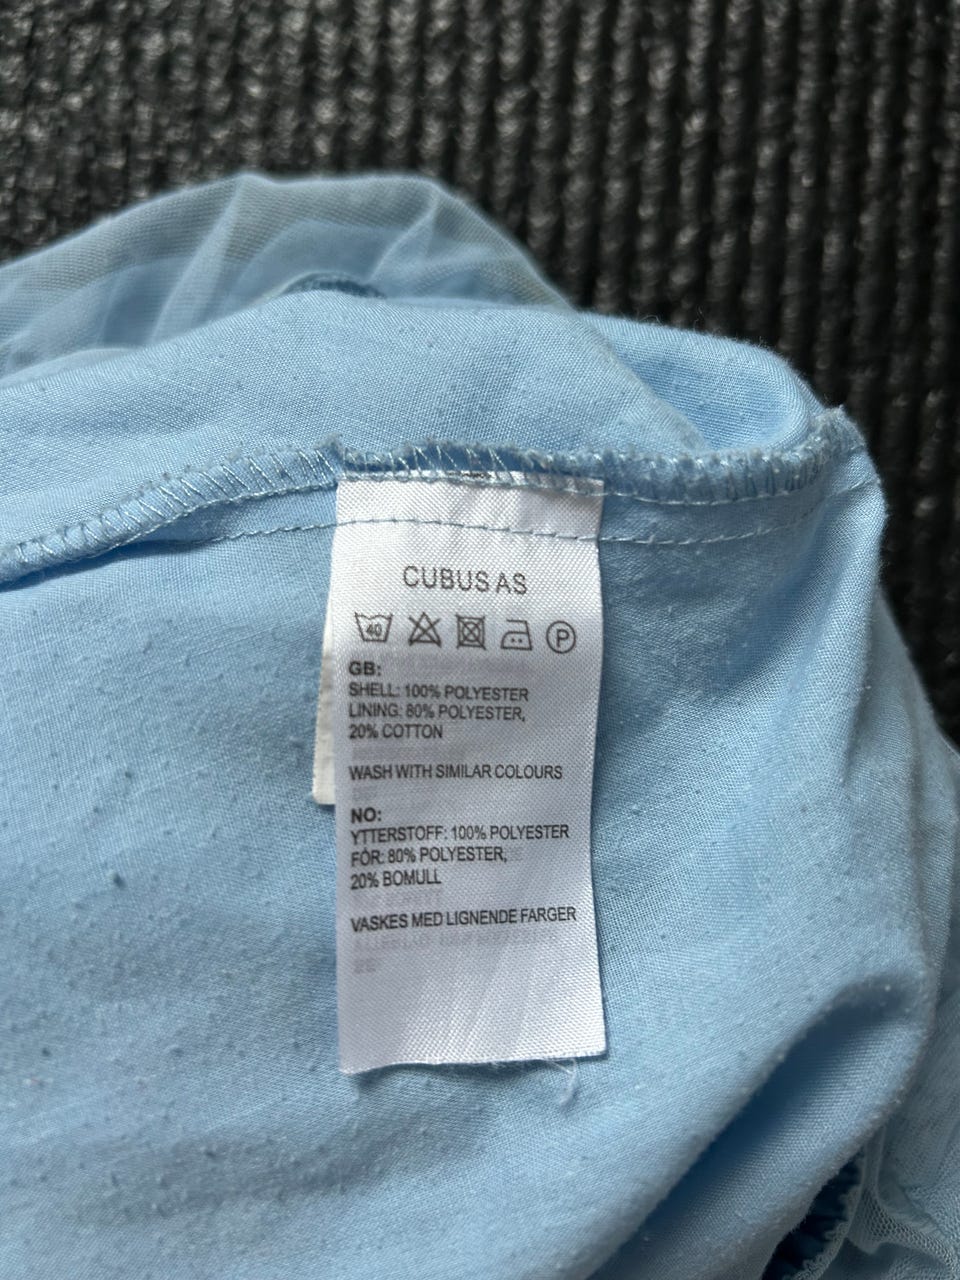 CUBUS AS
40 P
GB:
SHELL: 100% POLYESTER
LINING: 80% POLYESTER,
20% COTTON
WASH WITH SIMILAR COLOURS
NO:
YTTERSTOFF: 100% POLYESTER
FÔR: 80% POLYESTER,
20% BOMULL
VASKES MED LIGNENDE FARGER